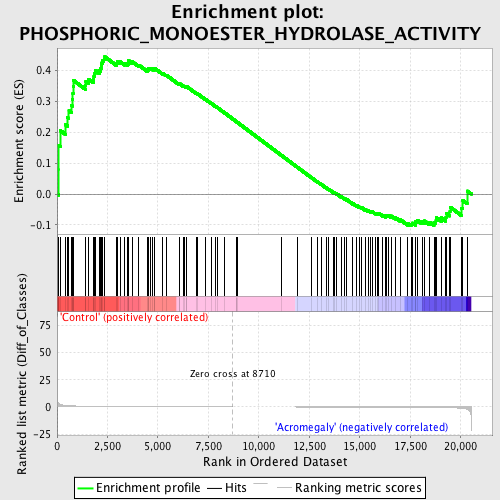 Enrichment plot:
PHOSPHORIC_MONOESTER_HYDROLASE_ACTIVITY
Enrichment score (ES)
0.4
0.3
0.2
0.1
0.0
-0.1
Ranked list metric (Diff_of_Classes)
'Control' (positively correlated)
75
50
25
0
-25
Zero cross at 8710
'Acromegaly' (negatively correlated)
0
2,500
5,000
7,500
10,000
12,500
15,000
17,500
20,000
Rank in Ordered Dataset
Enrichment profile
Hits
Ranking metric scores